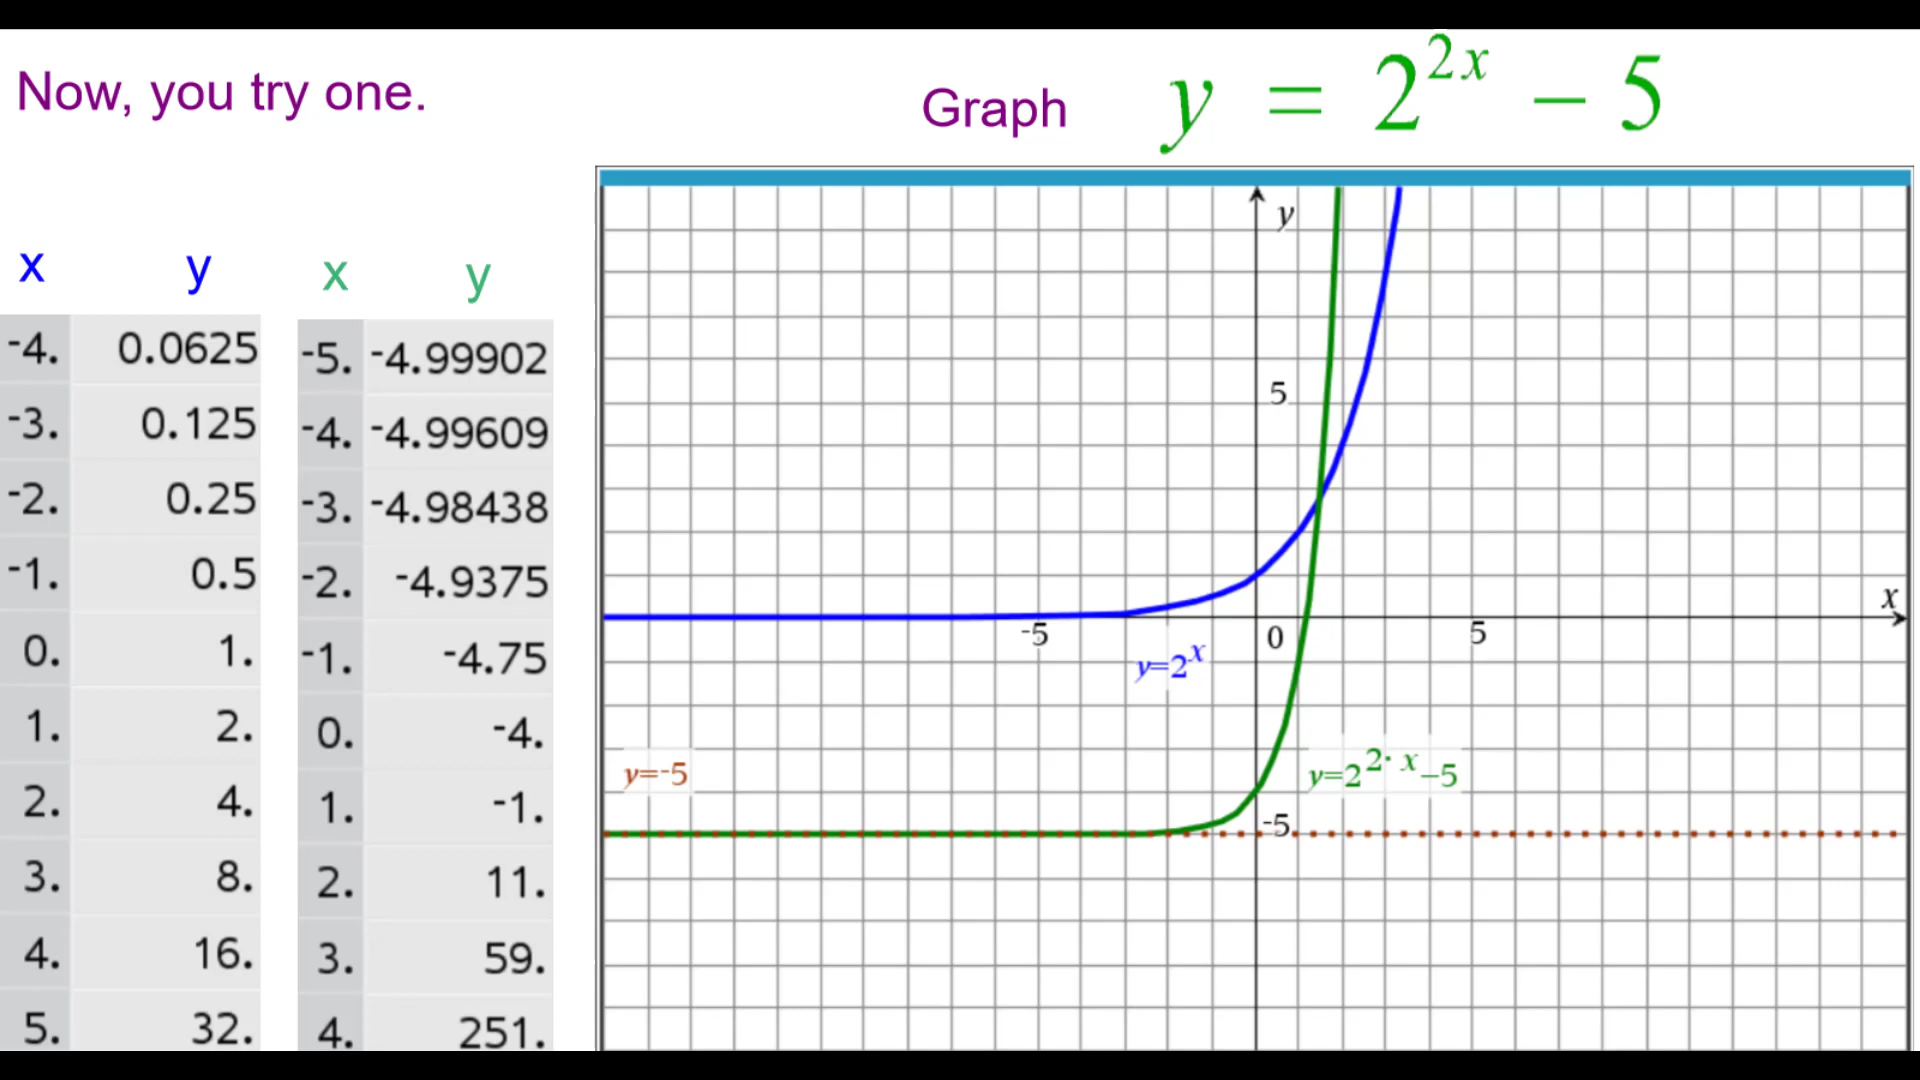 Now, you try one.
Graph y = 2^{2x} − 5
x y
-4. 0.0625
-3. 0.125
-2. 0.25
-1. 0.5
0. 1.
1. 2.
2. 4.
3. 8.
4. 16.
5. 32.
x y
-5. -4.99902
-4. -4.99609
-3. -4.98438
-2. -4.9375
-1. -4.75
0. -4.
1. -1.
2. 11.
3. 59.
4. 251.
y
5
x
-5 0 5
y=2^x
y=-5
y=2^{2·x}−5
-5